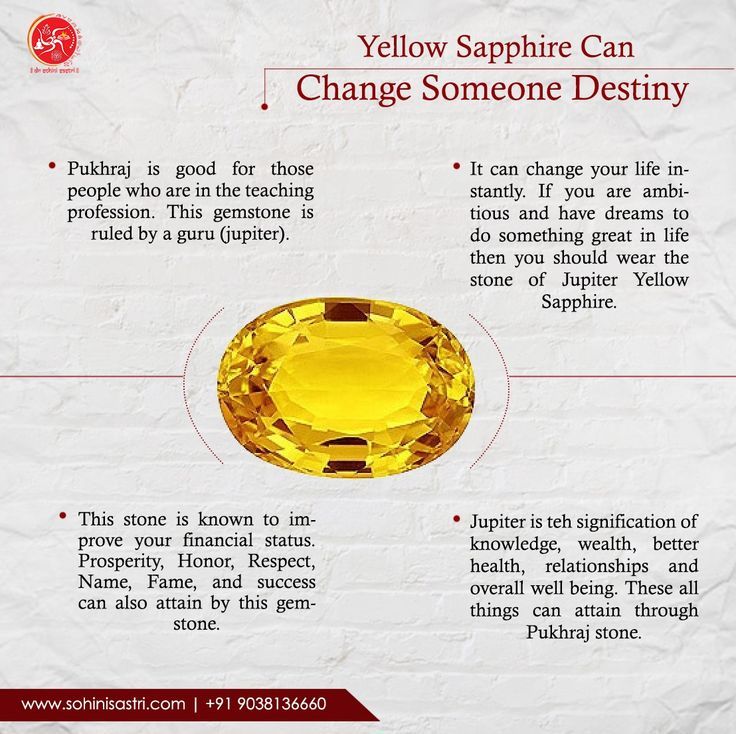 Yellow Sapphire Can
Change Someone Destiny
॥ dr sohini sastri ॥
• Pukhraj is good for those
people who are in the teaching
profession. This gemstone is
ruled by a guru (jupiter).
• It can change your life in-
stantly. If you are ambi-
tious and have dreams to
do something great in life
then you should wear the
stone of Jupiter Yellow
Sapphire.
• This stone is known to im-
prove your financial status.
Prosperity, Honor, Respect,
Name, Fame, and success
can also attain by this gem-
stone.
• Jupiter is teh signification of
knowledge, wealth, better
health, relationships and
overall well being. These all
things can attain through
Pukhraj stone.
www.sohinisastri.com | +91 9038136660